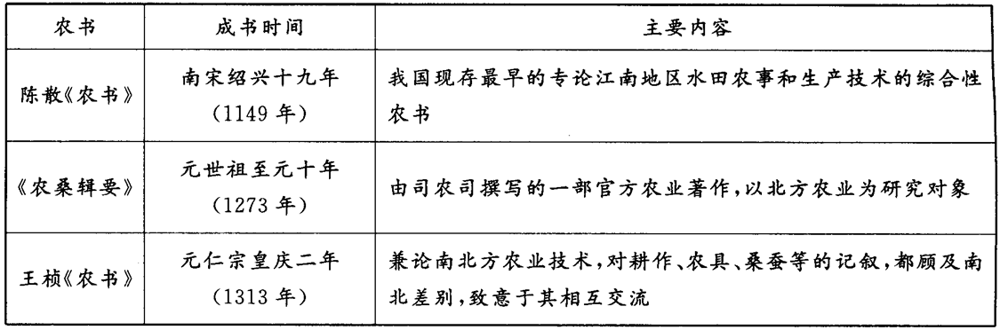 农书 成书时间 主要内容
陈敷《农书》 南宋绍兴十九年(1149 年) 我国现存最早的专论江南地区水田农事和生产技术的综合性
农书
《农桑辑要》 元世祖至元十年(1273 年) 由司农司撰写的一部官方农业著作,以北方农业为研究对象
王桢《农书》 元仁宗皇庆二年(1313 年) 兼论南北方农业技术,对耕作、农具、桑蚕等的记叙,都顾及南
北差别,致意于其相互交流